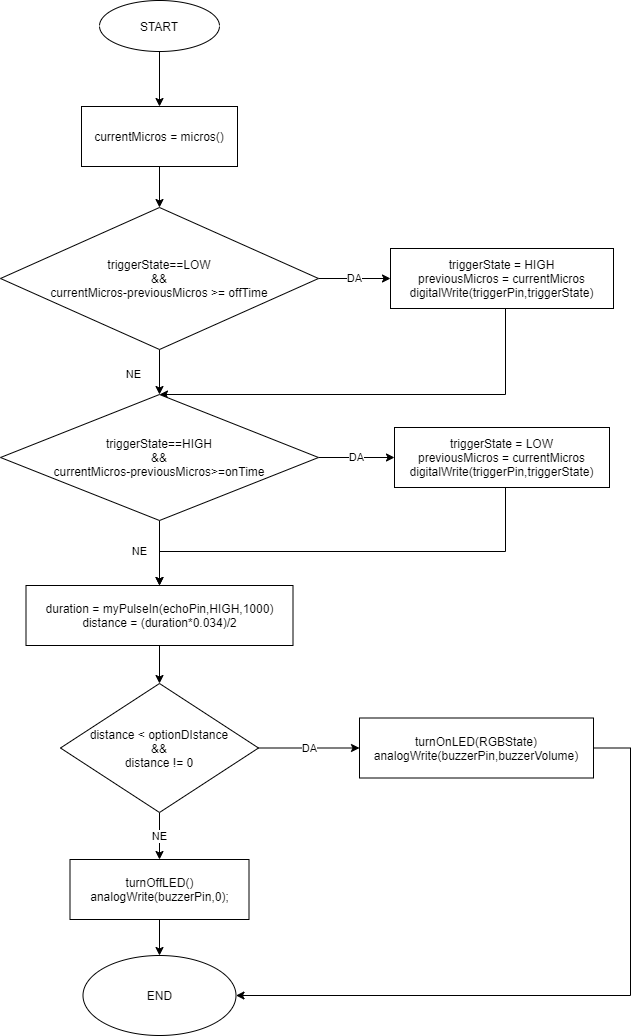 START
currentMicros = micros()
triggerState==LOW
&&
currentMicros-previousMicros >= offTime
DA
triggerState = HIGH
previousMicros = currentMicros
digitalWrite(triggerPin,triggerState)
NE
triggerState==HIGH
&&
currentMicros-previousMicros>=onTime
DA
triggerState = LOW
previousMicros = currentMicros
digitalWrite(triggerPin,triggerState)
NE
duration = myPulseIn(echoPin,HIGH,1000)
distance = (duration*0.034)/2
distance < optionDIstance
&&
distance != 0
DA
turnOnLED(RGBState)
analogWrite(buzzerPin,buzzerVolume)
NE
turnOffLED()
analogWrite(buzzerPin,0);
END